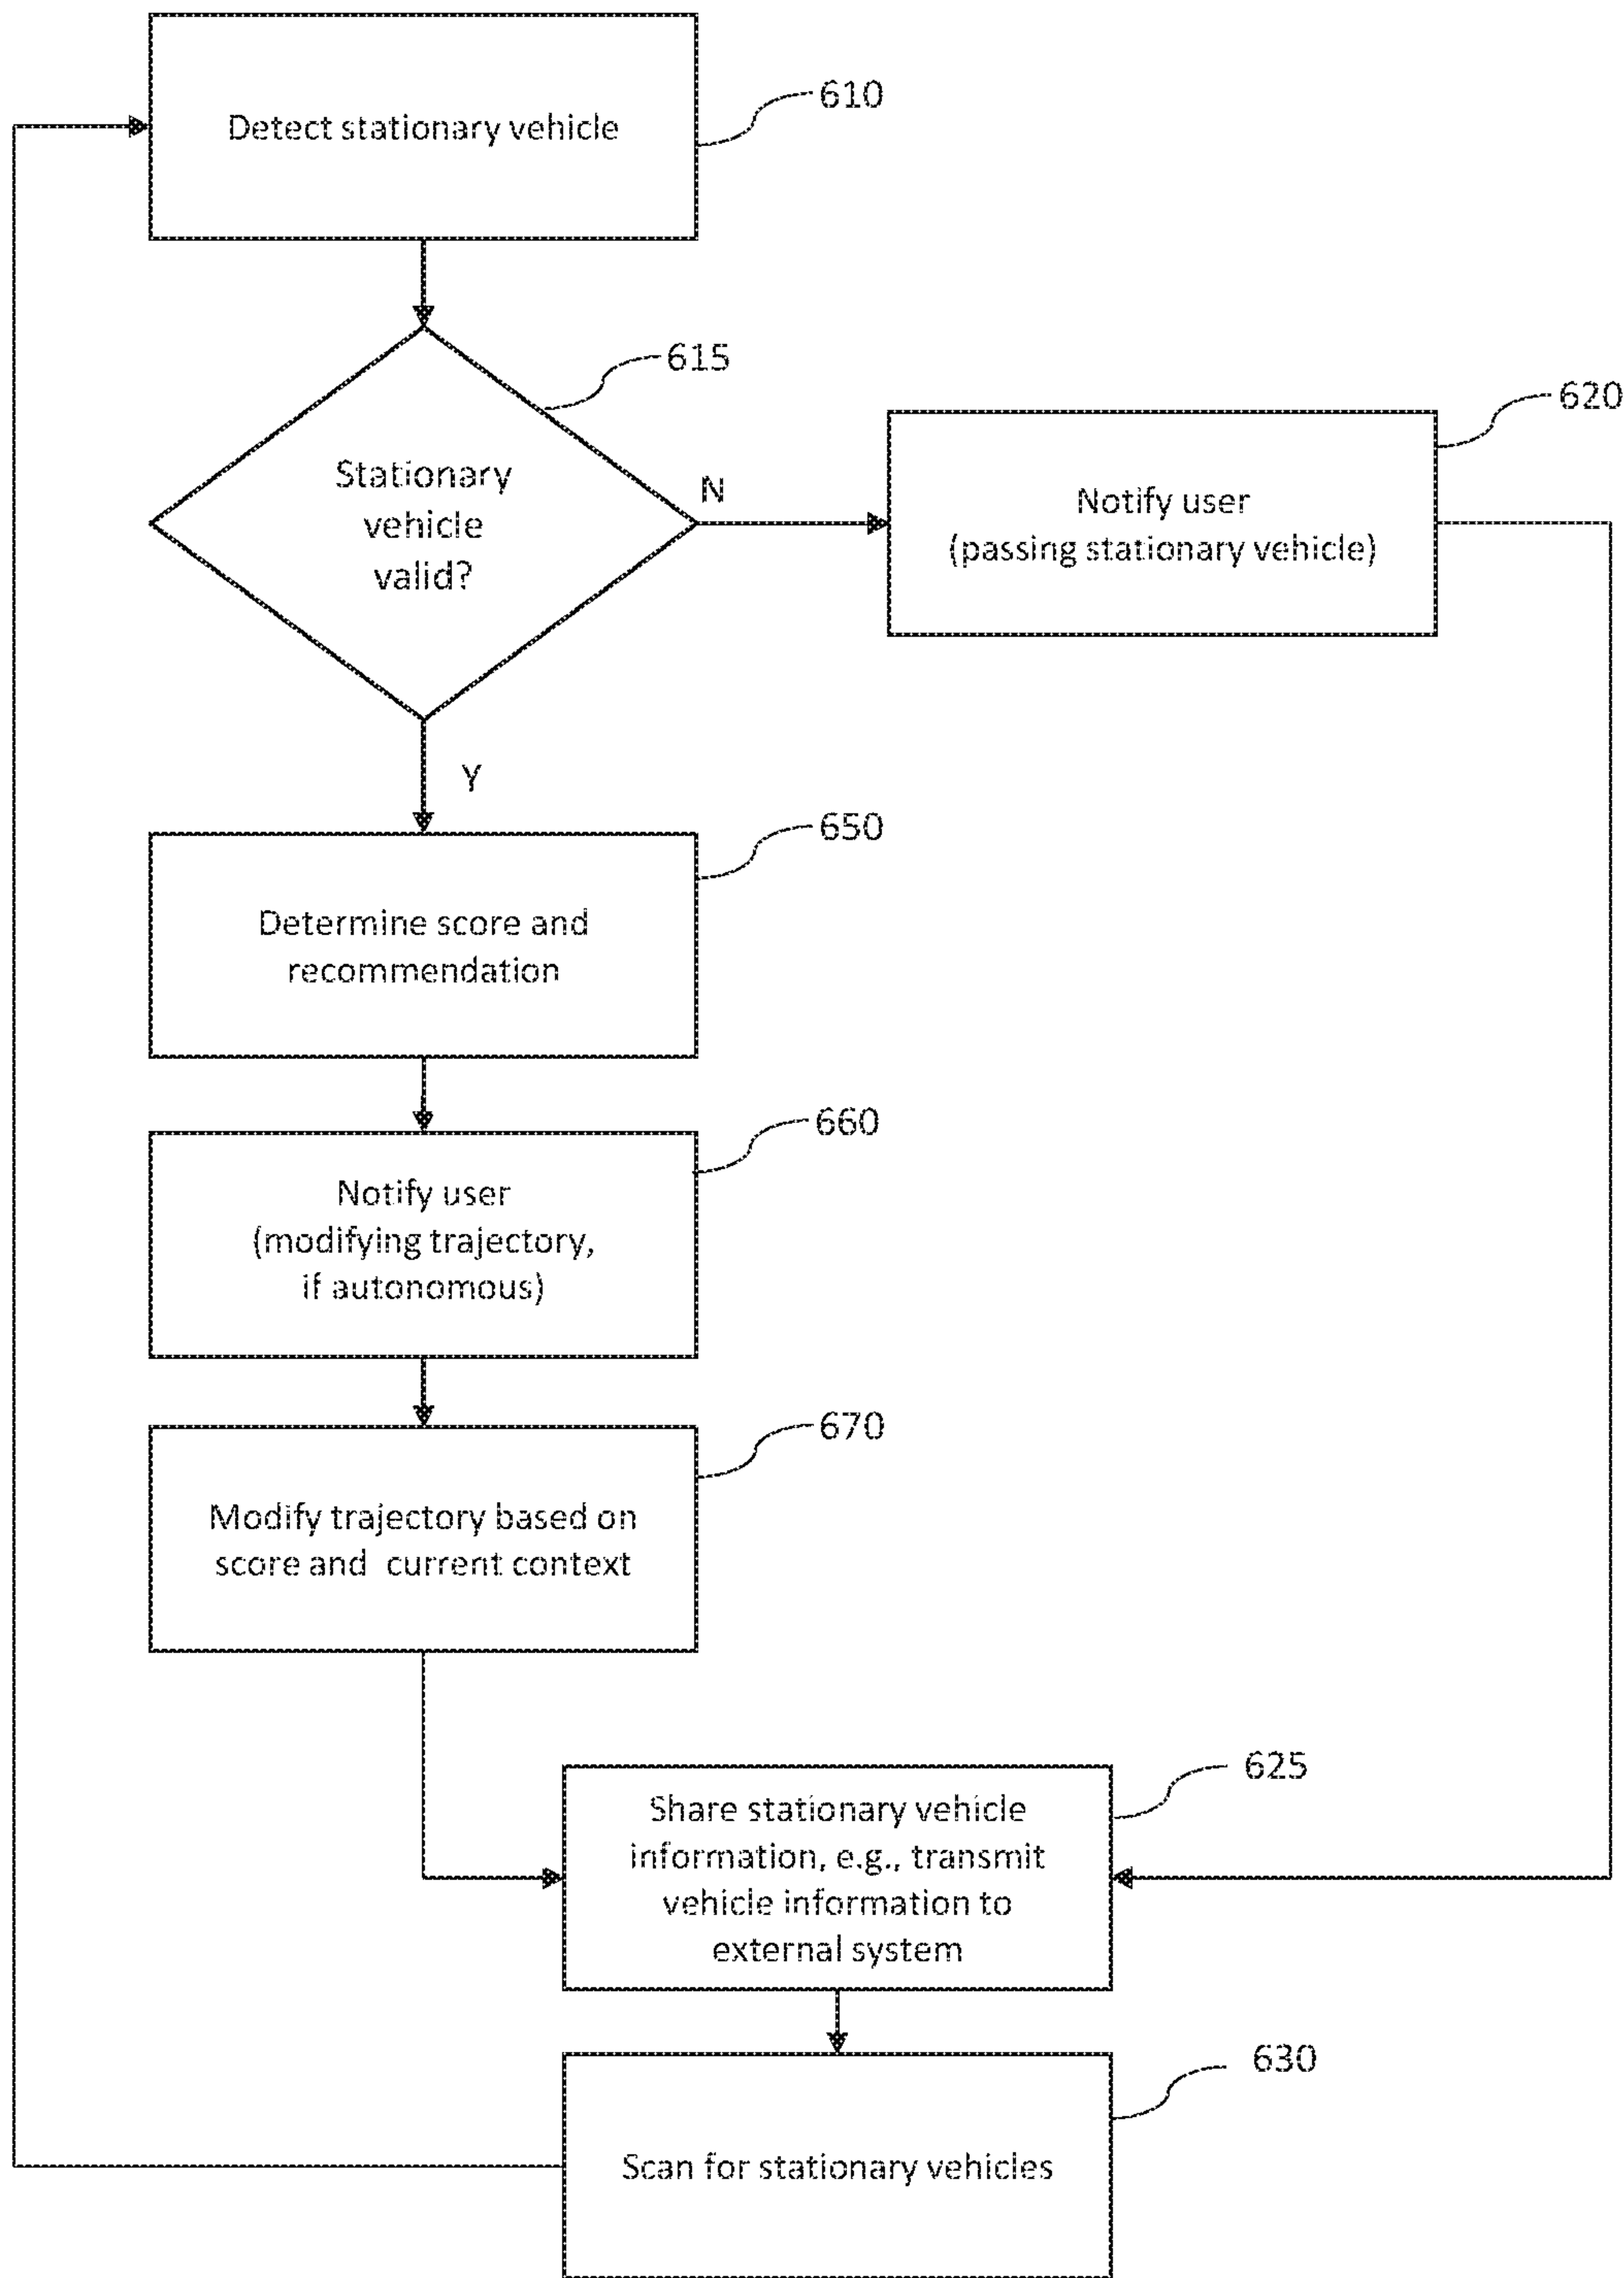 Detect stationary vehicle
610
Stationary
vehicle
valid?
615
N
Notify user
(passing stationary vehicle)
620
Y
Determine score and
recommendation
650
Notify user
(modifying trajectory,
if autonomous)
660
Modify trajectory based on
score and current context
670
Share stationary vehicle
information, e.g., transmit
vehicle information to
external system
625
Scan for stationary vehicles
630